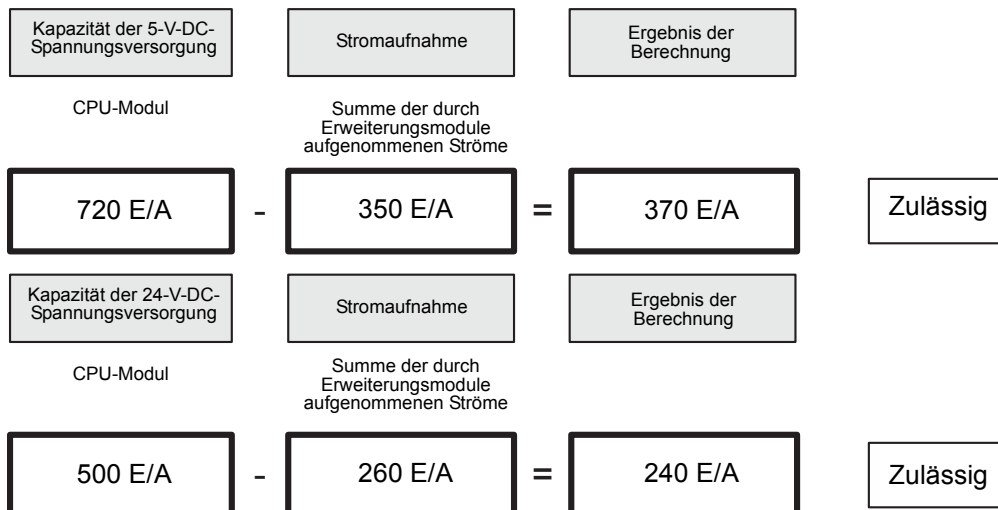 Kapazität der 5-V-DC-
Spannungsversorgung
Stromaufnahme
Ergebnis der
Berechnung
CPU-Modul
Summe der durch
Erweiterungsmodule
aufgenommenen Ströme
720 E/A - 350 E/A = 370 E/A Zulässig
Kapazität der 24-V-DC-
Spannungsversorgung
Stromaufnahme
Ergebnis der
Berechnung
CPU-Modul
Summe der durch
Erweiterungsmodule
aufgenommenen Ströme
500 E/A - 260 E/A = 240 E/A Zulässig